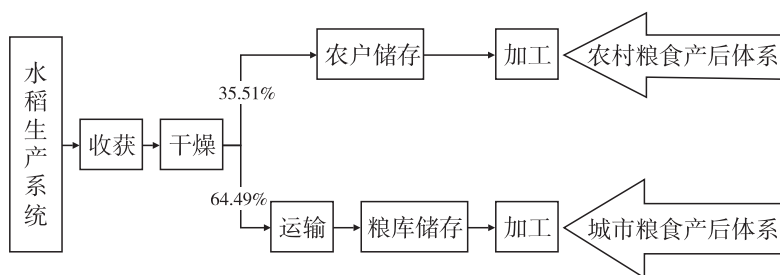 水稻生产系统
收获
干燥
35.51%
农户储存
加工
农村粮食产后体系
64.49%
运输
粮库储存
加工
城市粮食产后体系